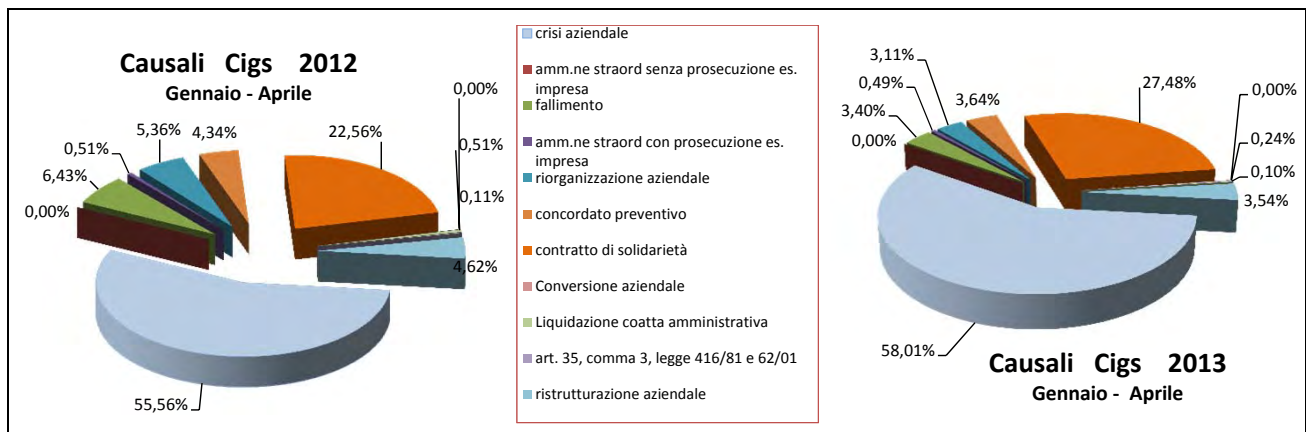 Causali Cigs 2012
Gennaio - Aprile
0,00%
6,43%
0,51%
5,36%
4,34%
22,56%
0,00%
0,51%
0,11%
4,62%
55,56%
crisi aziendale
amm.ne straord senza prosecuzione es.
impresa
fallimento
amm.ne straord con prosecuzione es.
impresa
riorganizzazione aziendale
concordato preventivo
contratto di solidarietà
Conversione aziendale
Liquidazione coatta amministrativa
art. 35, comma 3, legge 416/81 e 62/01
ristrutturazione aziendale
0,00%
3,40%
0,49%
3,11%
3,64%
27,48%
0,00%
0,24%
0,10%
3,54%
58,01%
Causali Cigs 2013
Gennaio - Aprile